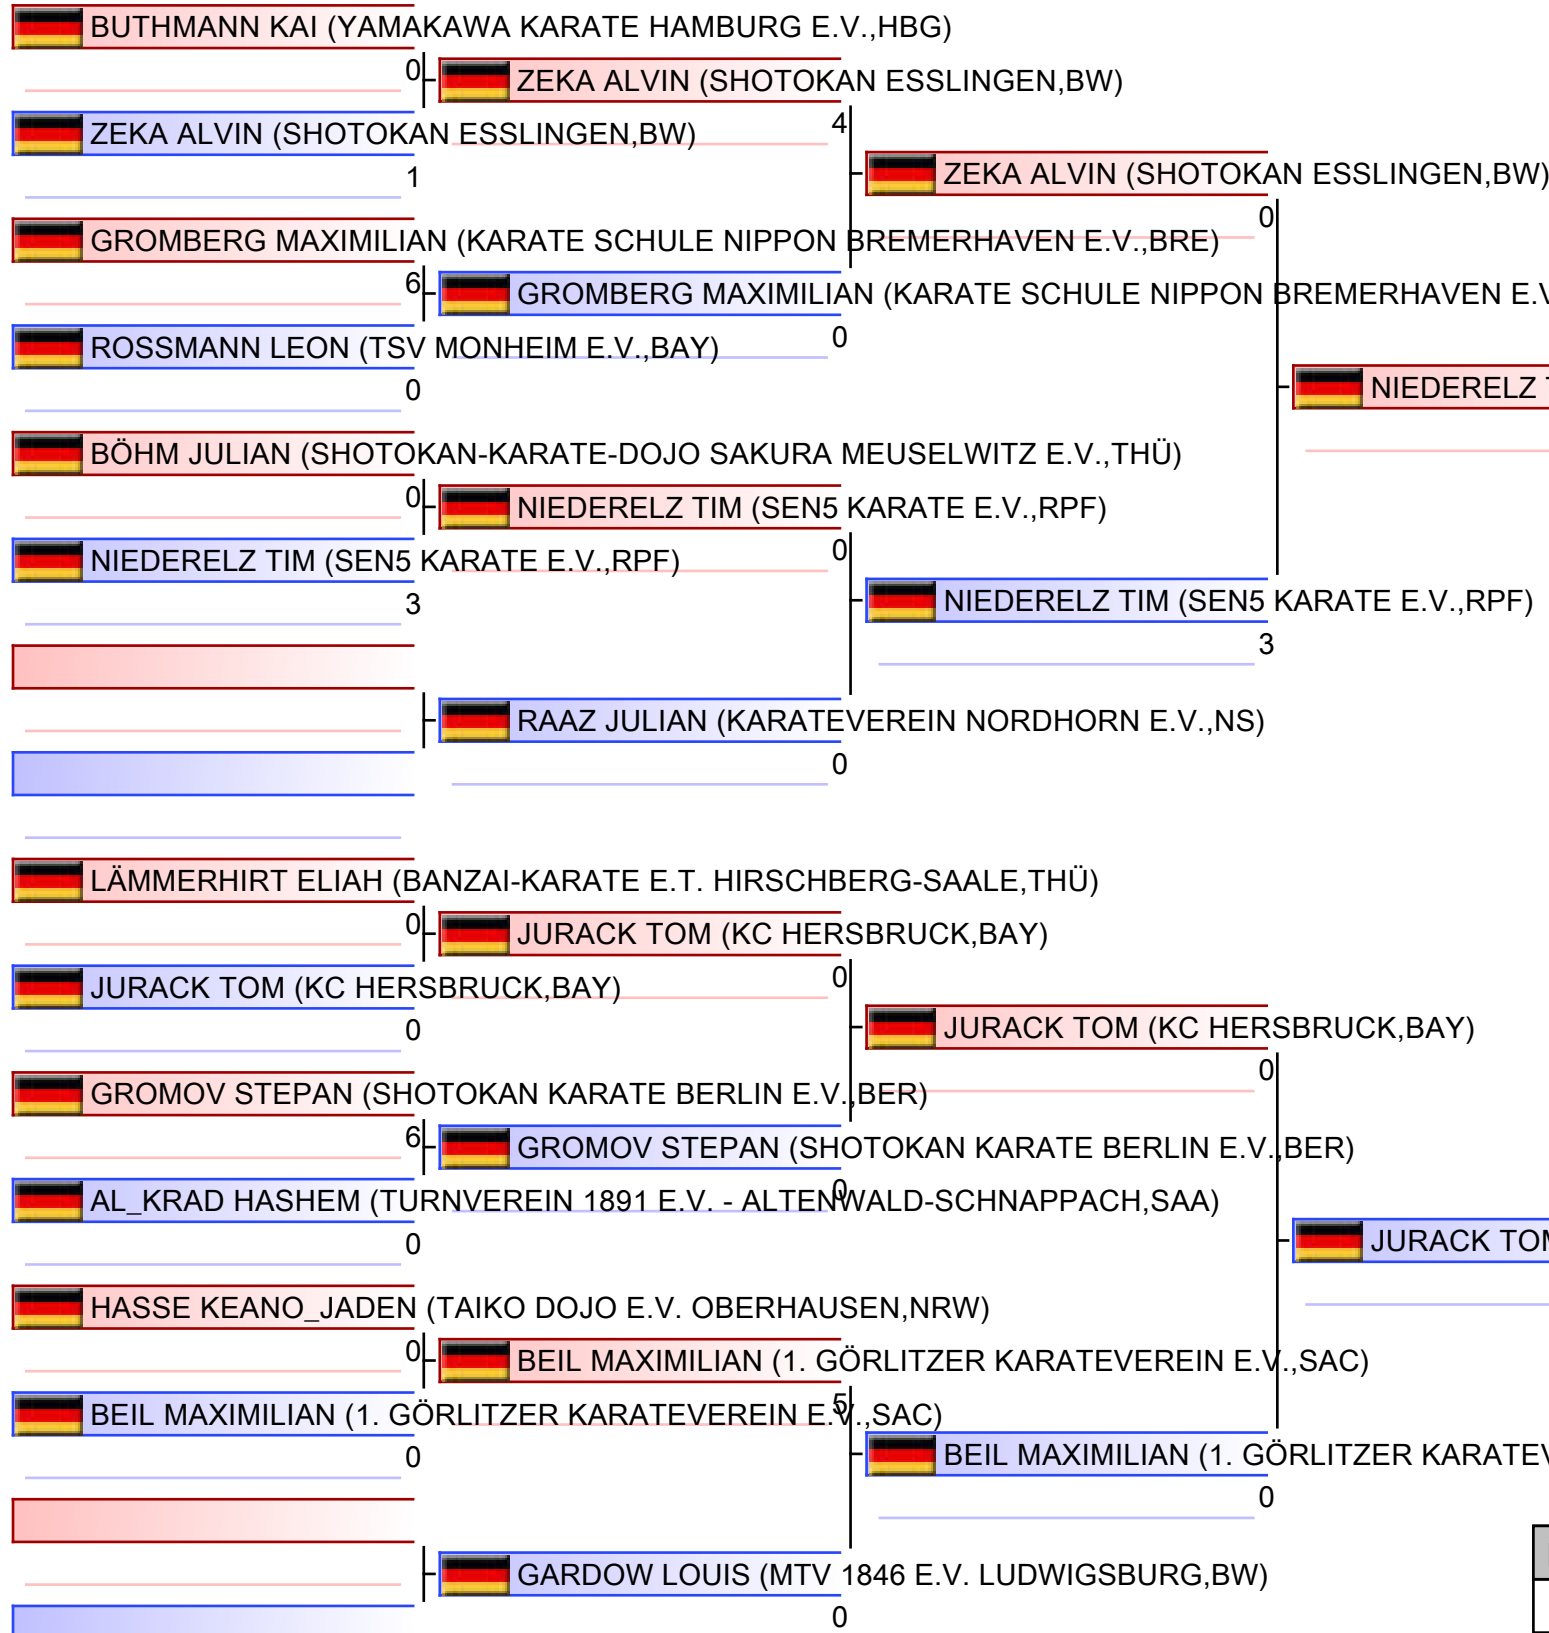 BUTHMANN KAI (YAMAKAWA KARATE HAMBURG E.V.,HBG)
0
ZEKA ALVIN (SHOTOKAN ESSLINGEN,BW)
ZEKA ALVIN (SHOTOKAN ESSLINGEN,BW)
4
1
ZEKA ALVIN (SHOTOKAN ESSLINGEN,BW)
0
GROMBERG MAXIMILIAN (KARATE SCHULE NIPPON BREMERHAVEN E.V.,BRE)
6
GROMBERG MAXIMILIAN (KARATE SCHULE NIPPON BREMERHAVEN E.V
0
ROSSMANN LEON (TSV MONHEIM E.V.,BAY)
0
NIEDERELZ
BÖHM JULIAN (SHOTOKAN-KARATE-DOJO SAKURA MEUSELWITZ E.V.,THÜ)
0
NIEDERELZ TIM (SEN5 KARATE E.V.,RPF)
0
NIEDERELZ TIM (SEN5 KARATE E.V.,RPF)
3
NIEDERELZ TIM (SEN5 KARATE E.V.,RPF)
3
RAAZ JULIAN (KARATEVEREIN NORDHORN E.V.,NS)
0
LÄMMERHIRT ELIAH (BANZAI-KARATE E.T. HIRSCHBERG-SAALE,THÜ)
0
JURACK TOM (KC HERSBRUCK,BAY)
0
JURACK TOM (KC HERSBRUCK,BAY)
0
JURACK TOM (KC HERSBRUCK,BAY)
0
GROMOV STEPAN (SHOTOKAN KARATE BERLIN E.V.,BER)
6
GROMOV STEPAN (SHOTOKAN KARATE BERLIN E.V.,BER)
0
AL_KRAD HASHEM (TURNVEREIN 1891 E.V. - ALTENWALD-SCHNAPPACH,SAA)
0
JURACK TOM
HASSE KEANO_JADEN (TAIKO DOJO E.V. OBERHAUSEN,NRW)
0
BEIL MAXIMILIAN (1. GÖRLITZER KARATEVEREIN E.V.,SAC)
5
BEIL MAXIMILIAN (1. GÖRLITZER KARATEVEREIN E.V.,SAC)
0
BEIL MAXIMILIAN (1. GÖRLITZER KARATEV
0
GARDOW LOUIS (MTV 1846 E.V. LUDWIGSBURG,BW)
0